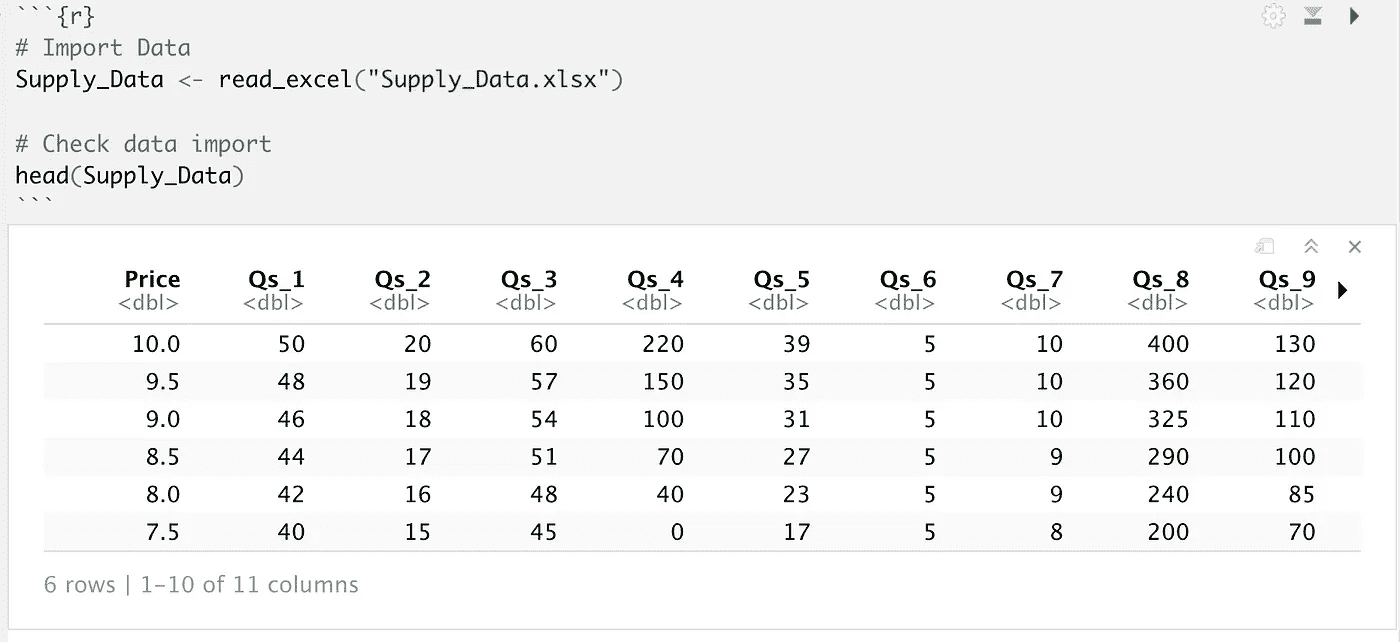 ```{r}
# Import Data
Supply_Data <- read_excel("Supply_Data.xlsx")
# Check data import
head(Supply_Data)
```
Price Qs_1 Qs_2 Qs_3 Qs_4 Qs_5 Qs_6 Qs_7 Qs_8 Qs_9
<dbl> <dbl> <dbl> <dbl> <dbl> <dbl> <dbl> <dbl> <dbl> <dbl>
10.0 50 20 60 220 39 5 10 400 130
9.5 48 19 57 150 35 5 10 360 120
9.0 46 18 54 100 31 5 10 325 110
8.5 44 17 51 70 27 5 9 290 100
8.0 42 16 48 40 23 5 9 240 85
7.5 40 15 45 0 17 5 8 200 70
6 rows | 1–10 of 11 columns